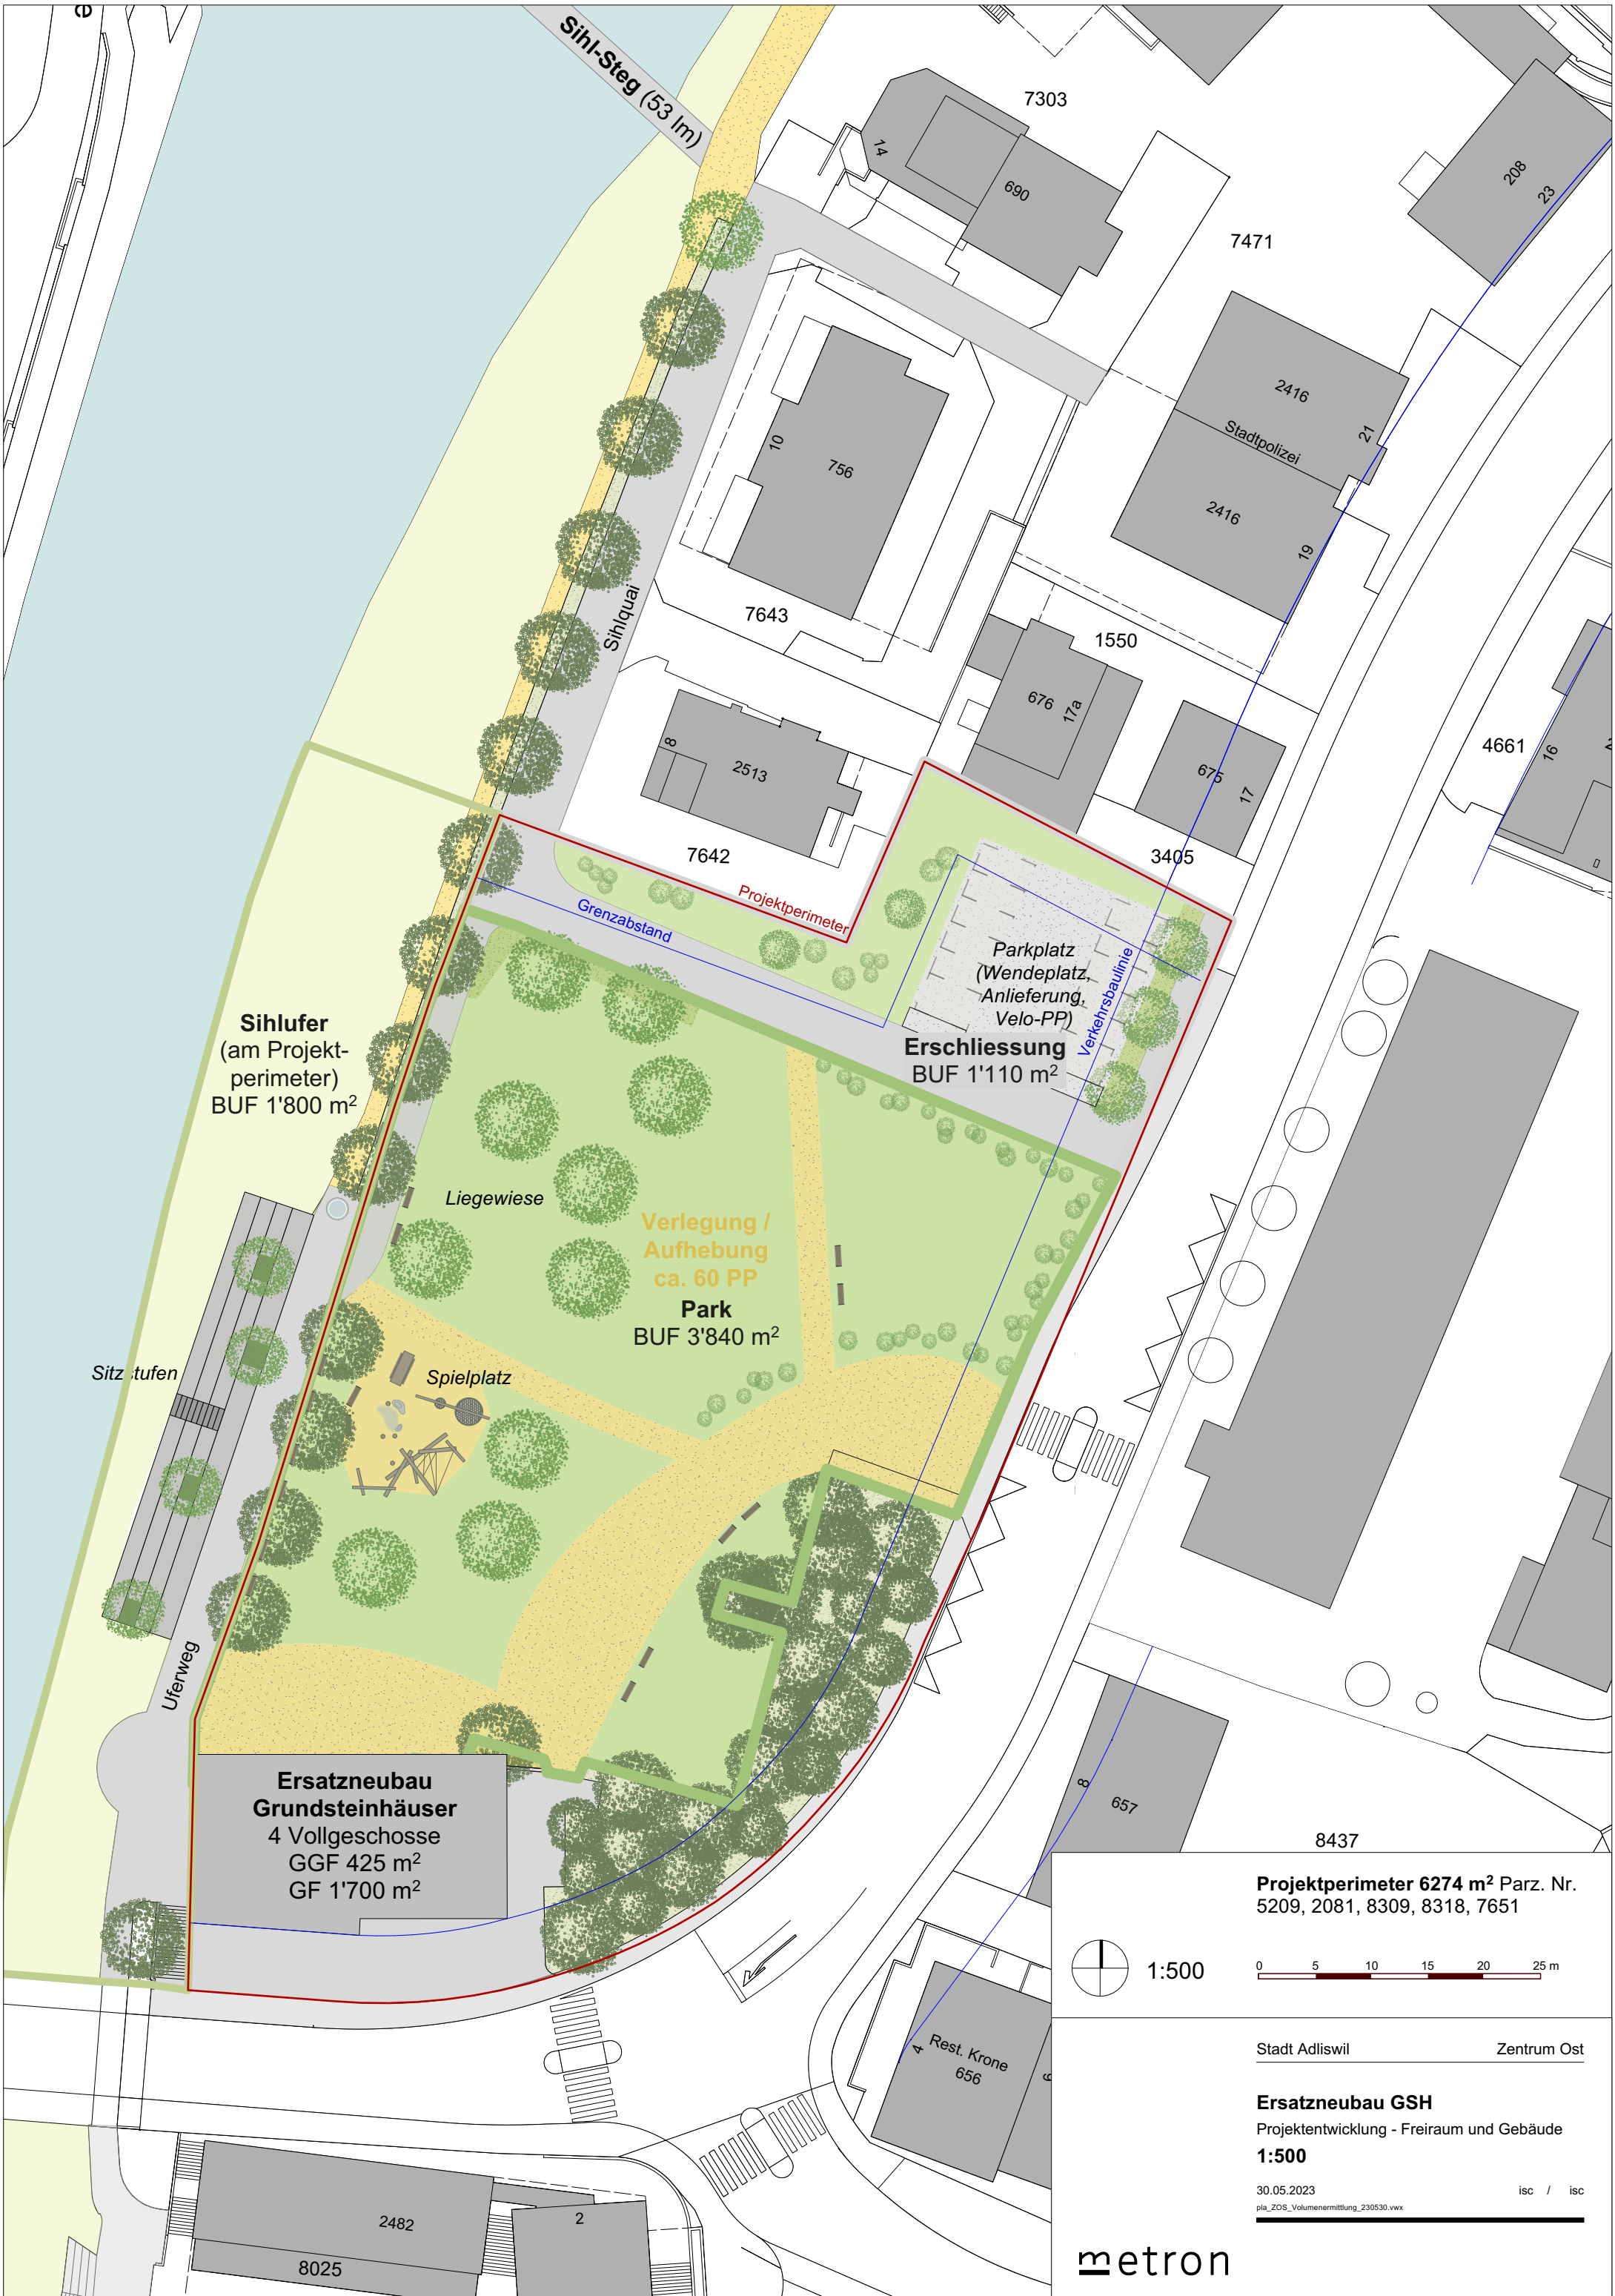 Sihl-Steg (53 lm)
7303
14
690
208
23
7471
2416
Stadtpolizei
21
2416
19
10
756
Sihlquai
7643
1550
676
17a
675
17
4661
16
8
2513
7642
3405
Projektperimeter
Grenzabstand
Parkplatz
(Wendeplatz,
Anlieferung,
Velo-PP)
Verkehrsbaulinie
Erschliessung
BUF 1'110 m²
Sihlufer
(am Projekt-
perimeter)
BUF 1'800 m²
Liegewiese
Verlegung /
Aufhebung
ca. 60 PP
Park
BUF 3'840 m²
Sitzstufen
Spielplatz
Uferweg
Ersatzneubau
Grundsteinhäuser
4 Vollgeschosse
GGF 425 m²
GF 1'700 m²
8
657
8437
Rest. Krone
656
4
6
2482
2
8025
Projektperimeter 6274 m² Parz. Nr.
5209, 2081, 8309, 8318, 7651
1:500
0 5 10 15 20 25 m
Stadt Adliswil Zentrum Ost
Ersatzneubau GSH
Projektentwicklung - Freiraum und Gebäude
1:500
30.05.2023 isc / isc
pla_ZOS_Volumenermittlung_230530.vwx
metron